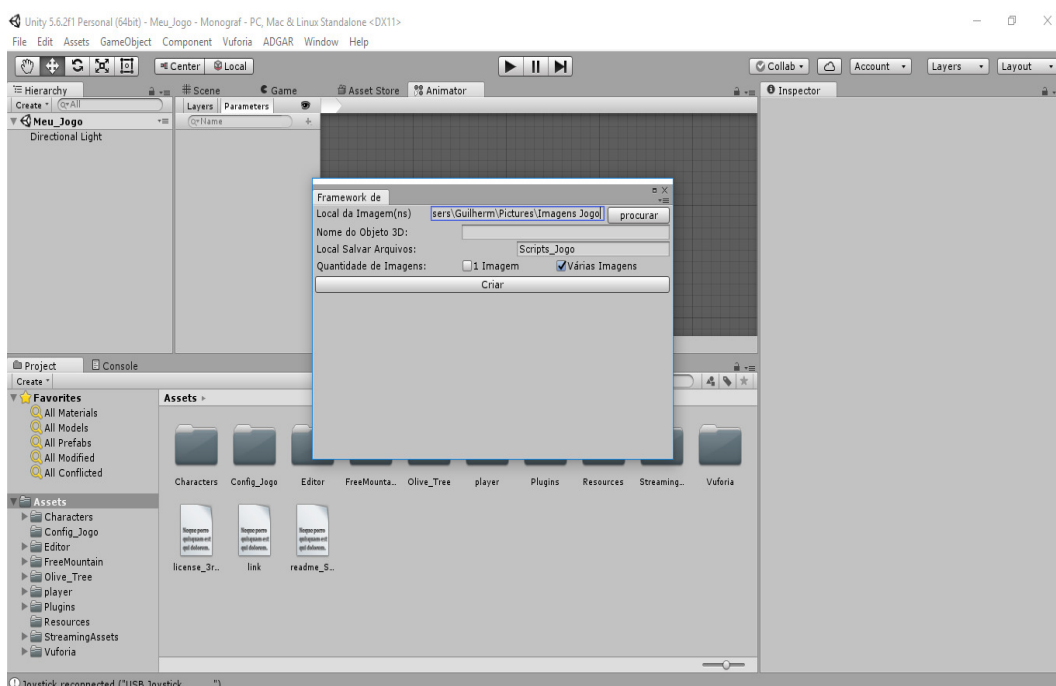 Unity 5.6.2f1 Personal (64bit) - Meu_Jogo - Monograf - PC, Mac & Linux Standalone <DX11>
File Edit Assets GameObject Component Vuforia ADGAR Window Help
Center Local Collab Account Layers Layout
Hierarchy Scene Game Asset Store Animator Inspector
Create All Layers Parameters
Meu_Jogo Name
Directional Light
Framework de
Local da Imagem(ns) sers\Guilherm\Pictures\Imagens Jogo procurar
Nome do Objeto 3D:
Local Salvar Arquivos: Scripts_Jogo
Quantidade de Imagens: 1 Imagem Várias Imagens
Criar
Project Console
Create
Favorites Assets
All Materials
All Models
All Prefabs
All Modified
All Conflicted
Characters Config_Jogo Editor FreeMounta... Olive_Tree player Plugins Resources Streaming... Vuforia
Assets
Characters
Config_Jogo
Editor
FreeMountain
Olive_Tree
player
Plugins
Resources
StreamingAssets
Vuforia
license_3r... link readme_S...
Joystick reconnected ("USB Joystick ")